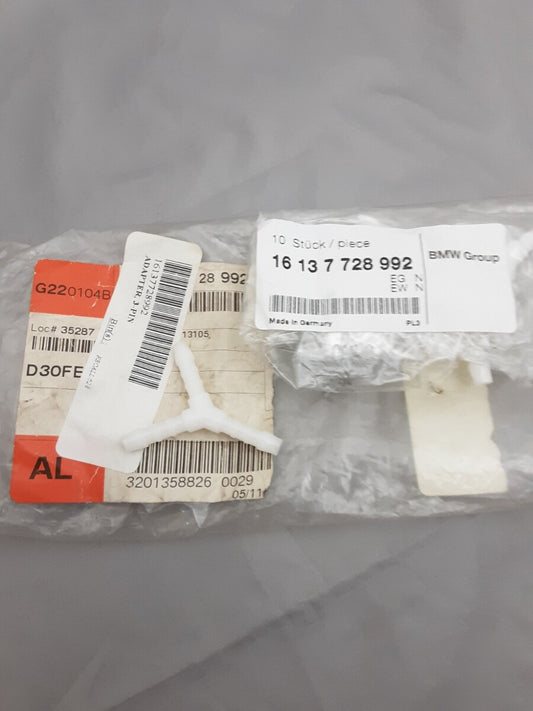 10 Stück / piece
16 13 7 728 992
EG N
EW N
Made in Germany
PL3
BMW Group
G220104B
28 992
Loc# 35287
13105
D30FE
AL
3201358826 0029
05/11
16137728992
ADAPTER, 3-PIN